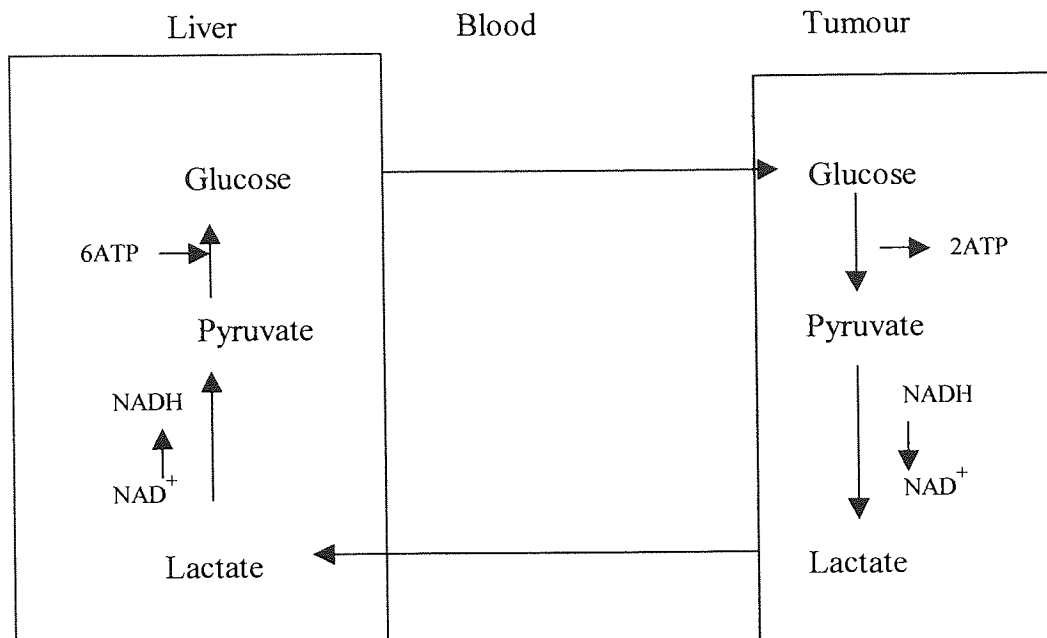 Liver Blood Tumour
Glucose Glucose
6ATP 2ATP
Pyruvate Pyruvate
NADH NADH
NAD+ NAD+
Lactate Lactate